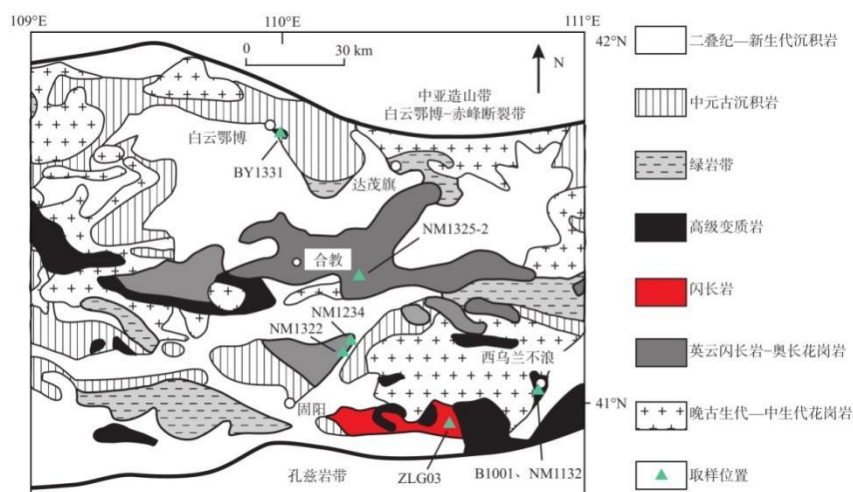 109°E
110°E
111°E
0
30 km
N
42°N
中亚造山带
白云鄂博-赤峰断裂带
白云鄂博
BY1331
达茂旗
NM1325-2
合教
NM1234
NM1322
西乌兰不浪
固阳
41°N
孔兹岩带
ZLG03
B1001、NM1132
二叠纪—新生代沉积岩
中元古沉积岩
绿岩带
高级变质岩
闪长岩
英云闪长岩-奥长花岗岩
晚古生代—中生代花岗岩
取样位置